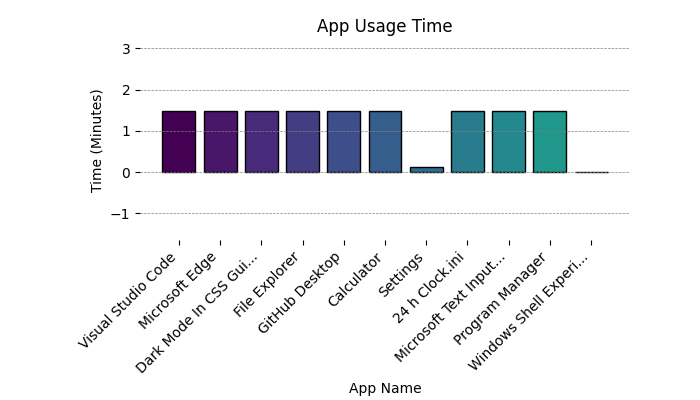 App Usage Time
Time (Minutes)
3
2
1
0
−1
Visual Studio Code
Microsoft Edge
Dark Mode In CSS Gui...
File Explorer
GitHub Desktop
Calculator
Settings
24 h Clock.ini
Microsoft Text Input...
Program Manager
Windows Shell Experi...
App Name